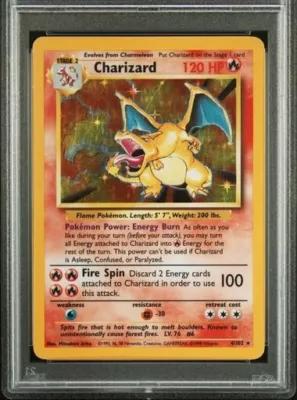 Evolves from Charmeleon Put Charizard on the Stage 1 card
STAGE 2
Charizard 120 HP
Flame Pokémon. Length: 5' 7", Weight: 200 lbs.
Pokémon Power: Energy Burn As often as you
like during your turn (before your attack), you may turn
all Energy attached to Charizard into Energy for
the rest of the turn. This power can't be used if Charizard
is Asleep, Confused, or Paralyzed.
Fire Spin Discard 2 Energy cards
attached to Charizard in order to use
this attack.
100
weakness resistance retreat cost
-30
Spits fire that is hot enough to melt boulders. Known to
unintentionally cause forest fires. LV. 76 #6
Illus. Mitsuhiro Arita
4/102